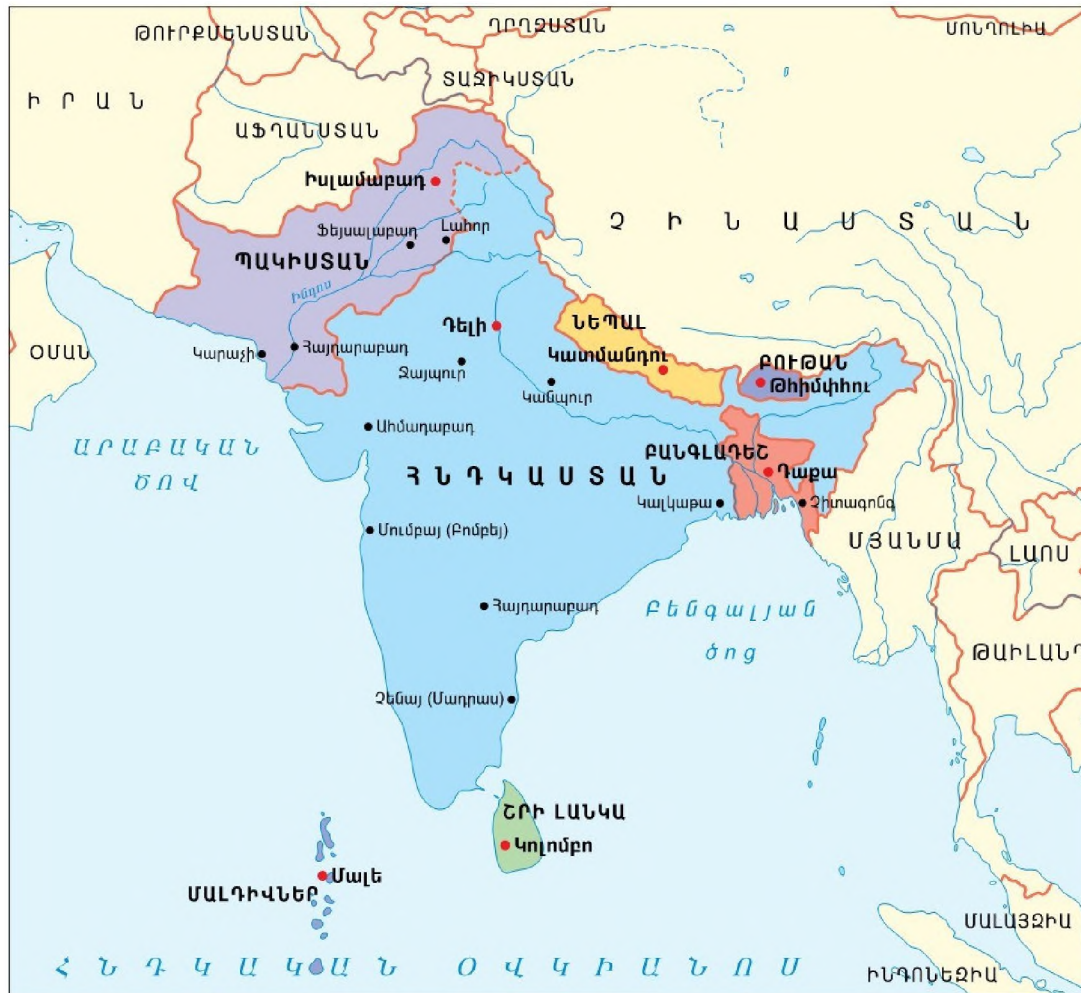 ԹՈՒՐՔՄԵՆՍՏԱՆ
ՂՐՂԶՍՏԱՆ
ՄՈՆՂՈԼԻԱ
ՏԱՋԻԿՍՏԱՆ
ԻՐԱՆ
ԱՖՂԱՆՍՏԱՆ
Իսլամաբադ
ՉԻՆԱՍՏԱՆ
Ֆեյսալաբադ
Լահոր
ՊԱԿԻՍՏԱՆ
Ինդոս
ՆԵՊԱԼ
Դելի
ՕՄԱՆ
Կարաչի
Հայդարաբադ
Ջայպուր
Կատմանդու
ԲՈՒԹԱՆ
Թհիմփհու
Կանպուր
Ահմադաբադ
ԱՐԱԲԱԿԱՆ
ԾՈՎ
ԲԱՆԳԼԱԴԵՇ
ՀՆԴԿԱՍՏԱՆ
Դաքա
Կալկաթա
Չիտագոնգ
Մումբայ (Բոմբեյ)
ՄՅԱՆՄԱ
ԼԱՈՍ
Հայդարաբադ
Բենգալյան
ծոց
ԹԱԻԼԱՆԴ
Չենայ (Մադրաս)
ՇՐԻ ԼԱՆԿԱ
Կոլոմբո
Մալե
ՄԱԼԴԻՎՆԵՐ
ՄԱԼԱՅԶԻԱ
ՀՆԴԿԱԿԱՆ ՕՎԿԻԱՆՈՍ
ԻՆԴՈՆԵԶԻԱ